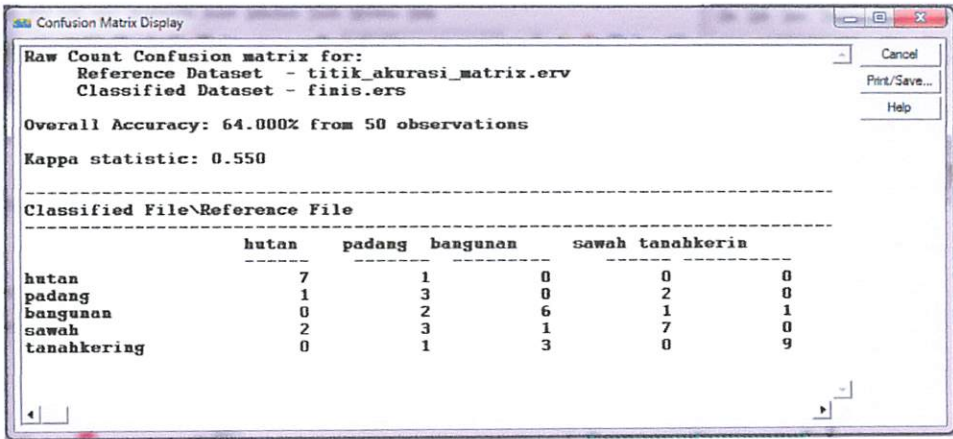 Confusion Matrix Display
Raw Count Confusion matrix for:
Reference Dataset - titik_akurasi_matrix.erv
Classified Dataset - finis.ers
Overall Accuracy: 64.000% from 50 observations
Kappa statistic: 0.550
Classified File\Reference File
hutan padang bangunan sawah tanahkerin
hutan 7 1 0 0 0
padang 1 3 0 2 0
bangunan 0 2 6 1 1
sawah 2 3 1 7 0
tanahkering 0 1 3 0 9
Cancel
Print/Save...
Help